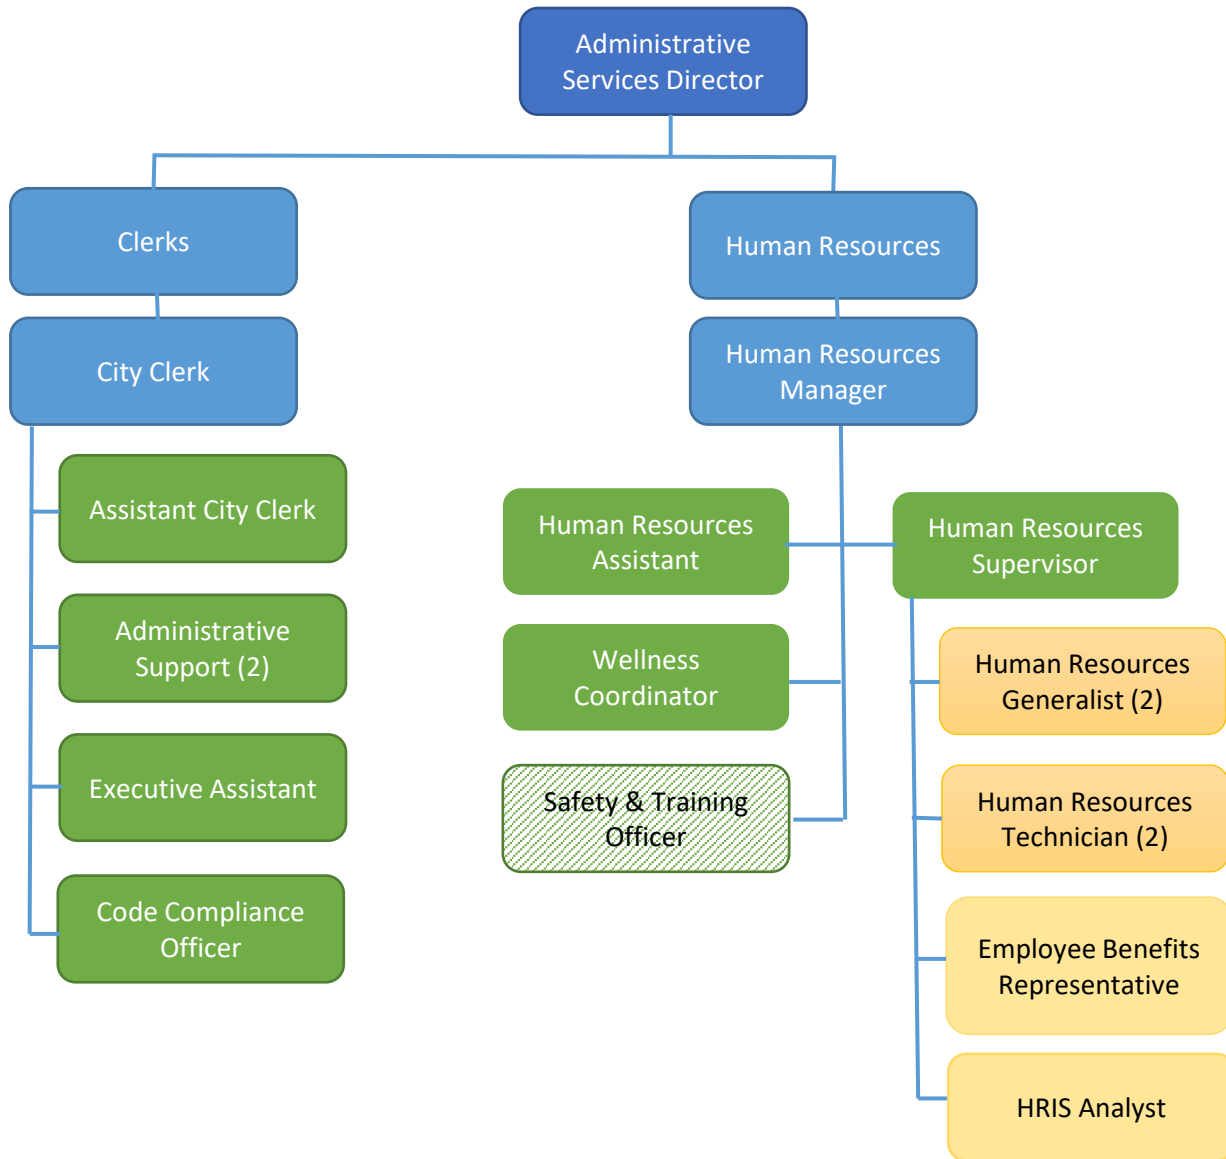 Administrative
Services Director
Clerks
Human Resources
City Clerk
Human Resources
Manager
Assistant City Clerk
Administrative
Support (2)
Executive Assistant
Code Compliance
Officer
Human Resources
Assistant
Wellness
Coordinator
Safety & Training
Officer
Human Resources
Supervisor
Human Resources
Generalist (2)
Human Resources
Technician (2)
Employee Benefits
Representative
HRIS Analyst